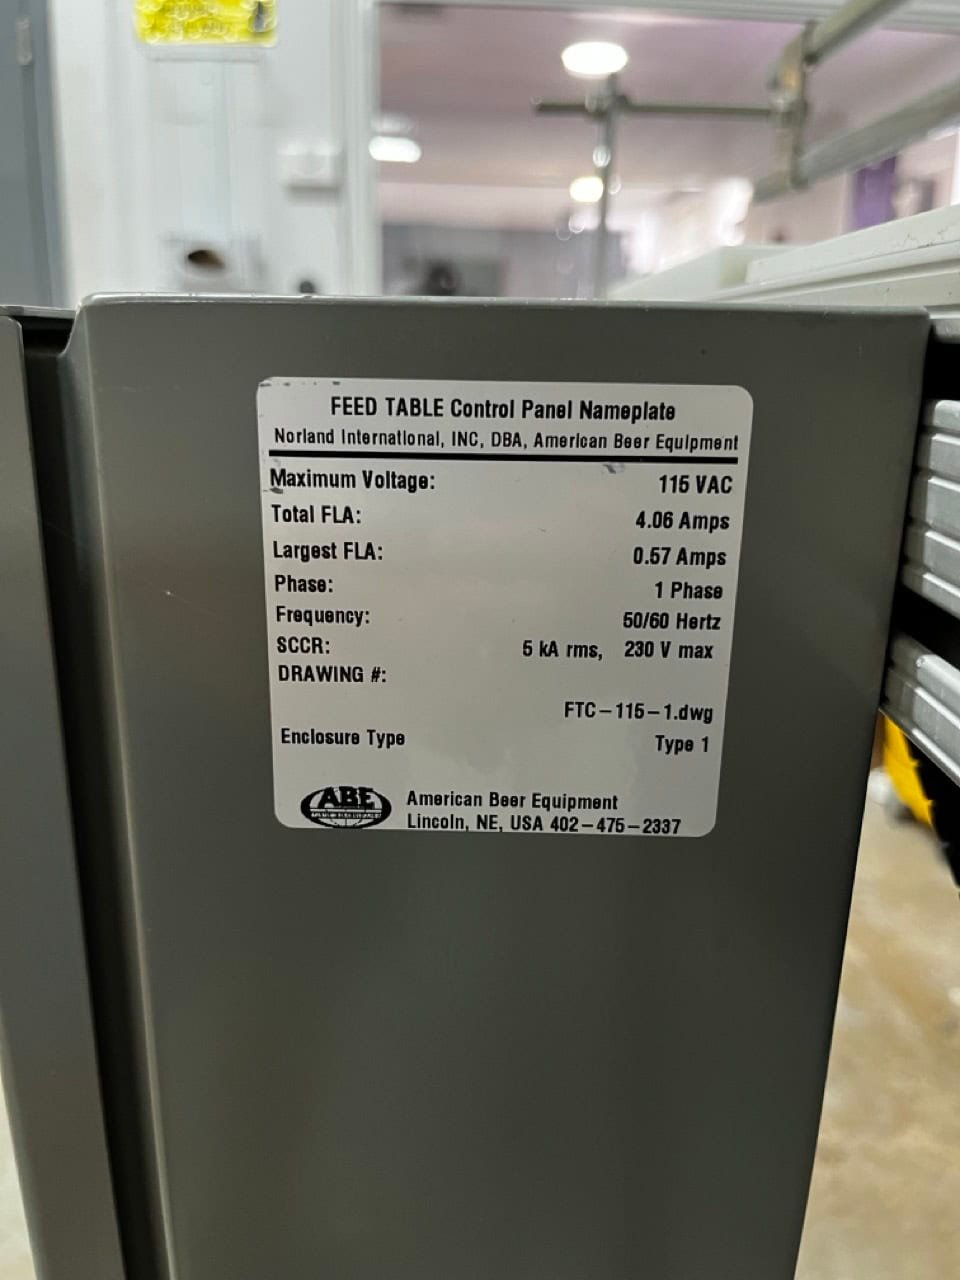 FEED TABLE Control Panel Nameplate
Norland International, INC, DBA, American Beer Equipment
Maximum Voltage: 115 VAC
Total FLA: 4.06 Amps
Largest FLA: 0.57 Amps
Phase: 1 Phase
Frequency: 50/60 Hertz
SCCR: 5 kA rms, 230 V max
DRAWING #:
FTC-115-1.dwg
Enclosure Type Type 1
ABE
American Beer Equipment
Lincoln, NE, USA 402-475-2337